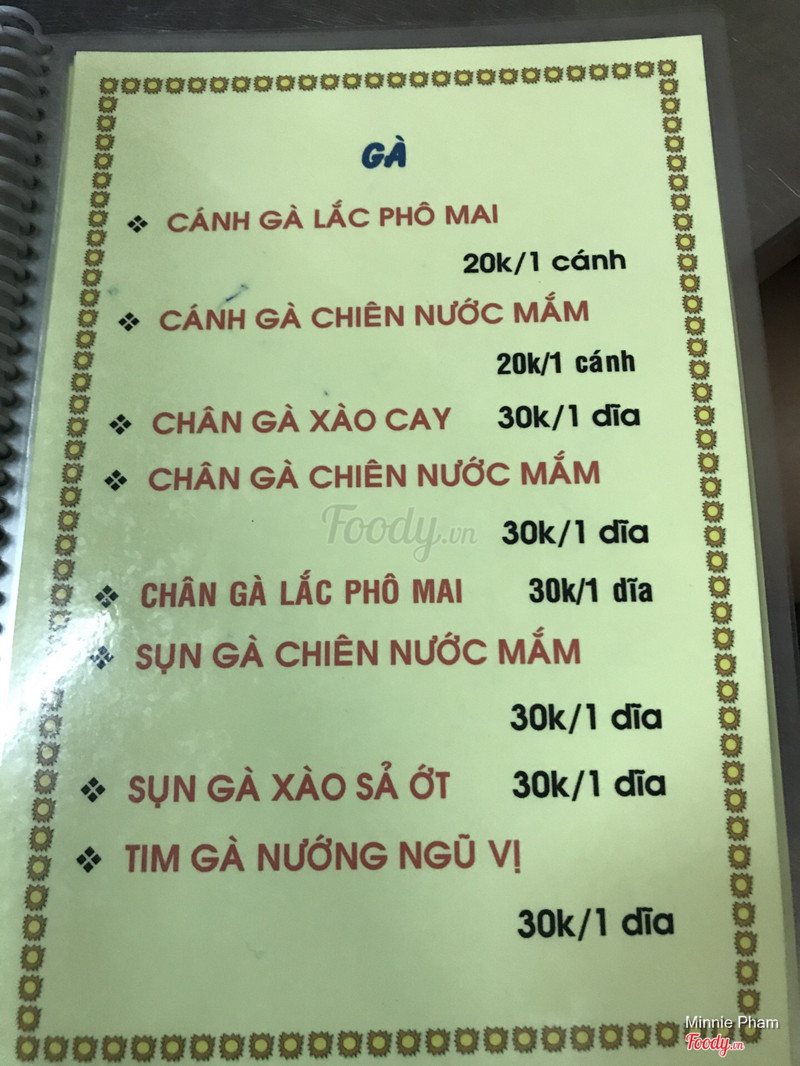 GÀ
CÁNH GÀ LẮC PHÔ MAI
20k/1 cánh
CÁNH GÀ CHIÊN NƯỚC MẮM
20k/1 cánh
CHÂN GÀ XÀO CAY 30k/1 dĩa
CHÂN GÀ CHIÊN NƯỚC MẮM
Foody.vn
30k/1 dĩa
CHÂN GÀ LẮC PHÔ MAI 30k/1 dĩa
SỤN GÀ CHIÊN NƯỚC MẮM
30k/1 dĩa
SỤN GÀ XÀO SẢ ỚT 30k/1 dĩa
TIM GÀ NƯỚNG NGŨ VỊ
30k/1 dĩa
Minnie Pham
Foody.vn